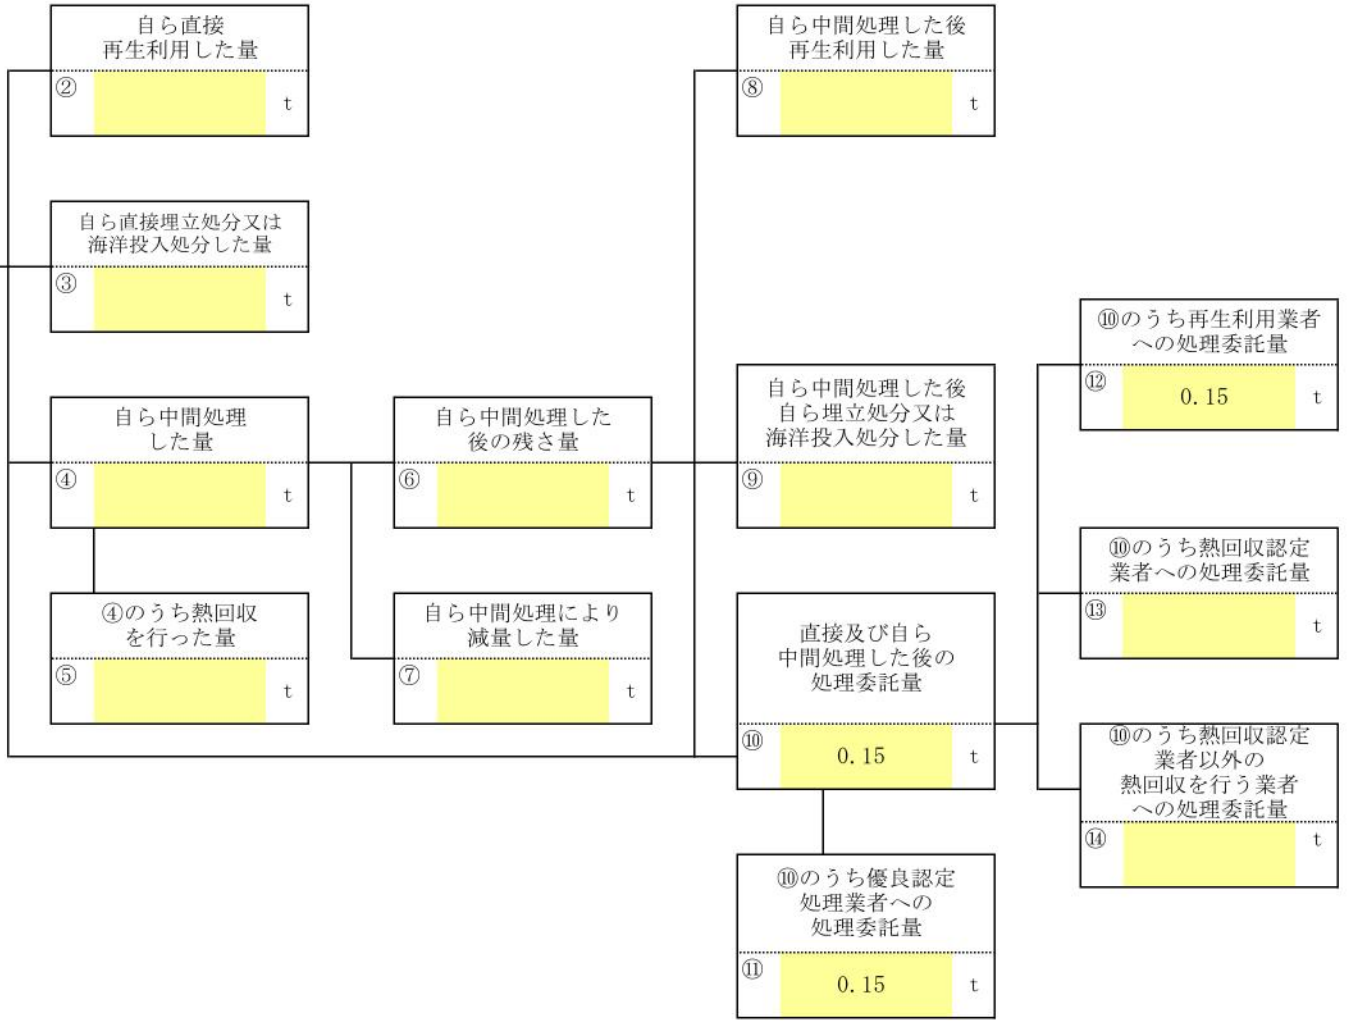 自ら直接
再生利用した量
②
t
自ら中間処理した後
再生利用した量
⑧
t
自ら直接埋立処分又は
海洋投入処分した量
③
t
⑩のうち再生利用業者
への処理委託量
⑫
0.15
t
自ら中間処理
した量
④
t
自ら中間処理した
後の残さ量
⑥
t
自ら中間処理した後
自ら埋立処分又は
海洋投入処分した量
⑨
t
⑩のうち熱回収認定
業者への処理委託量
⑬
t
④のうち熱回収
を行った量
⑤
t
自ら中間処理により
減量した量
⑦
t
直接及び自ら
中間処理した後の
処理委託量
⑩
0.15
t
⑩のうち熱回収認定
業者以外の
熱回収を行う業者
への処理委託量
⑭
t
⑩のうち優良認定
処理業者への
処理委託量
⑪
0.15
t